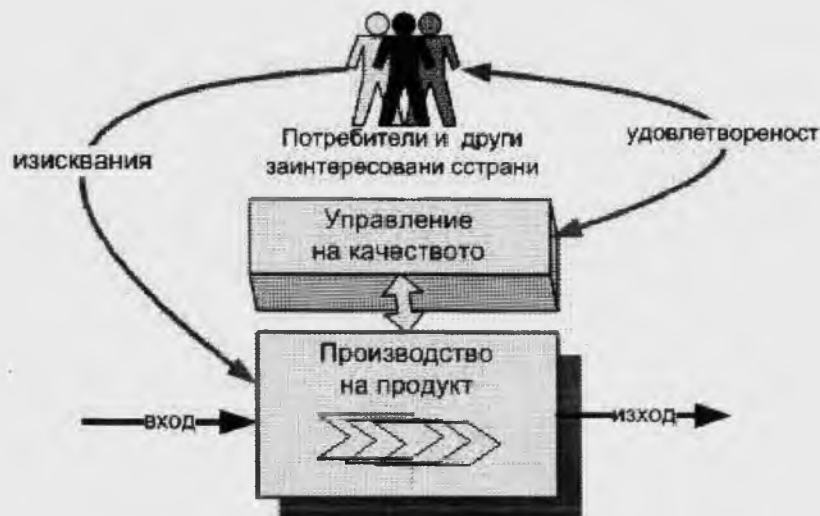 Потребители и други
заинтересовани сстрани
изисквания
удовлетвореност
Управление
на качеството
Производство
на продукт
вход
изход